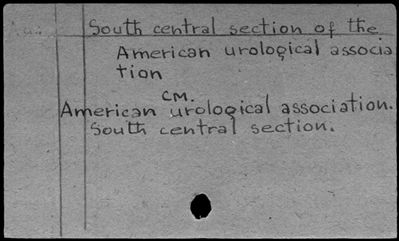 South central section of the
American urological associa
tion
CM.
American urological association.
South central section.